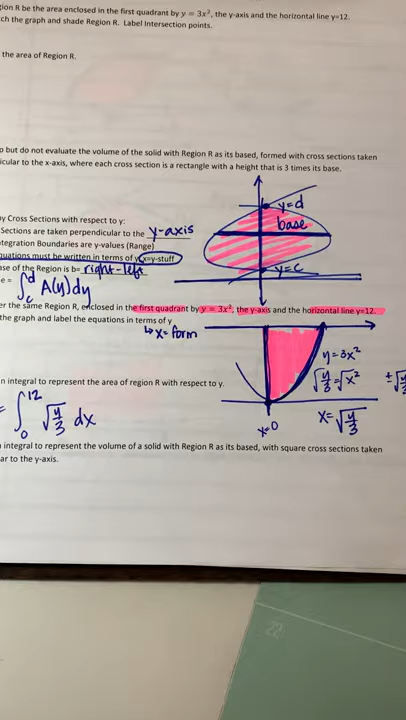 ion R be the area enclosed in the first quadrant by y = 3x², the y-axis and the horizontal line y=12.
ch the graph and shade Region R. Label Intersection points.
the area of Region R.
but do not evaluate the volume of the solid with Region R as its based, formed with cross sections taken
icular to the x-axis, where each cross section is a rectangle with a height that is 3 times its base.
y=d
base
y=c
y Cross Sections with respect to y:
Sections are taken perpendicular to the y-axis
tegration Boundaries are y-values (Range)
quations must be written in terms of y x=y-stuff
ase of the Region is b= right-left
e = ∫_c^d A(y)dy
er the same Region R, enclosed in the first quadrant by y = 3x², the y-axis and the horizontal line y=12.
the graph and label the equations in terms of y
↳ x= form
y=3x²
√(y/3)=√x²
±√
x=√(y/3)
x=0
n integral to represent the area of region R with respect to y.
= ∫_0^12 √(y/3) dx
integral to represent the volume of a solid with Region R as its based, with square cross sections taken
ar to the y-axis.
22